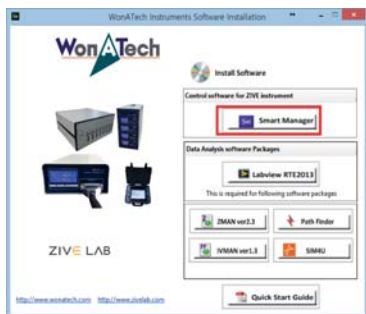 WonATech Instruments Software Installation
WonATech
Install Software
Control software for ZIVE instrument
Sm Smart Manager
Data Analysis software Packages
Labview RTE2013
This is required for following software packages
ZMAN ver2.3
Path Finder
IVMAN ver1.3
SIM4U
ZIVE LAB
Quick Start Guide
http://www.wonatech.com http://www.zivelab.com